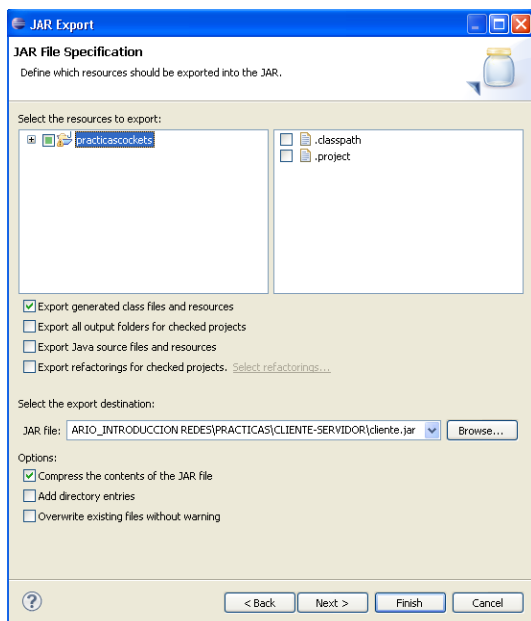 JAR Export
JAR File Specification
Define which resources should be exported into the JAR.
Select the resources to export:
practicascockets
.classpath
.project
Export generated class files and resources
Export all output folders for checked projects
Export Java source files and resources
Export refactorings for checked projects. Select refactorings...
Select the export destination:
JAR file: ARIO_INTRODUCCION REDES\PRACTICAS\CLIENTE-SERVIDOR\cliente.jar Browse...
Options:
Compress the contents of the JAR file
Add directory entries
Overwrite existing files without warning
? < Back Next > Finish Cancel